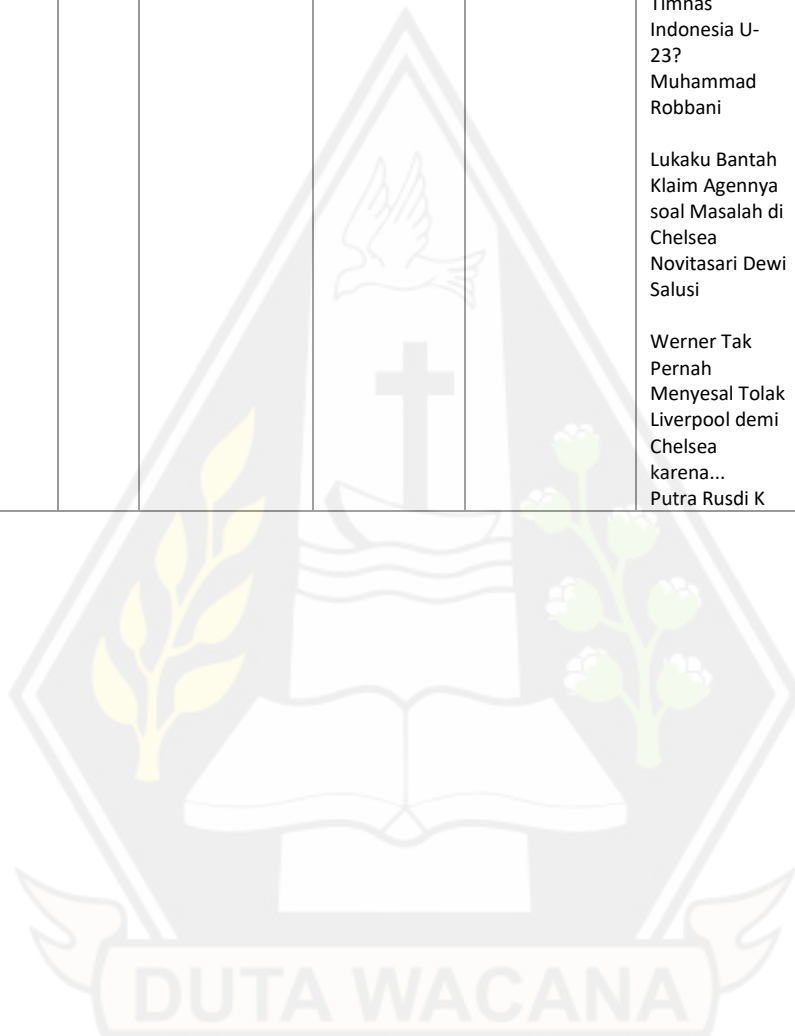 Timnas
Indonesia U-
23?
Muhammad
Robbani
Lukaku Bantah
Klaim Agennya
soal Masalah di
Chelsea
Novitasari Dewi
Salusi
Werner Tak
Pernah
Menyesal Tolak
Liverpool demi
Chelsea
karena...
Putra Rusdi K
DUTA WACANA